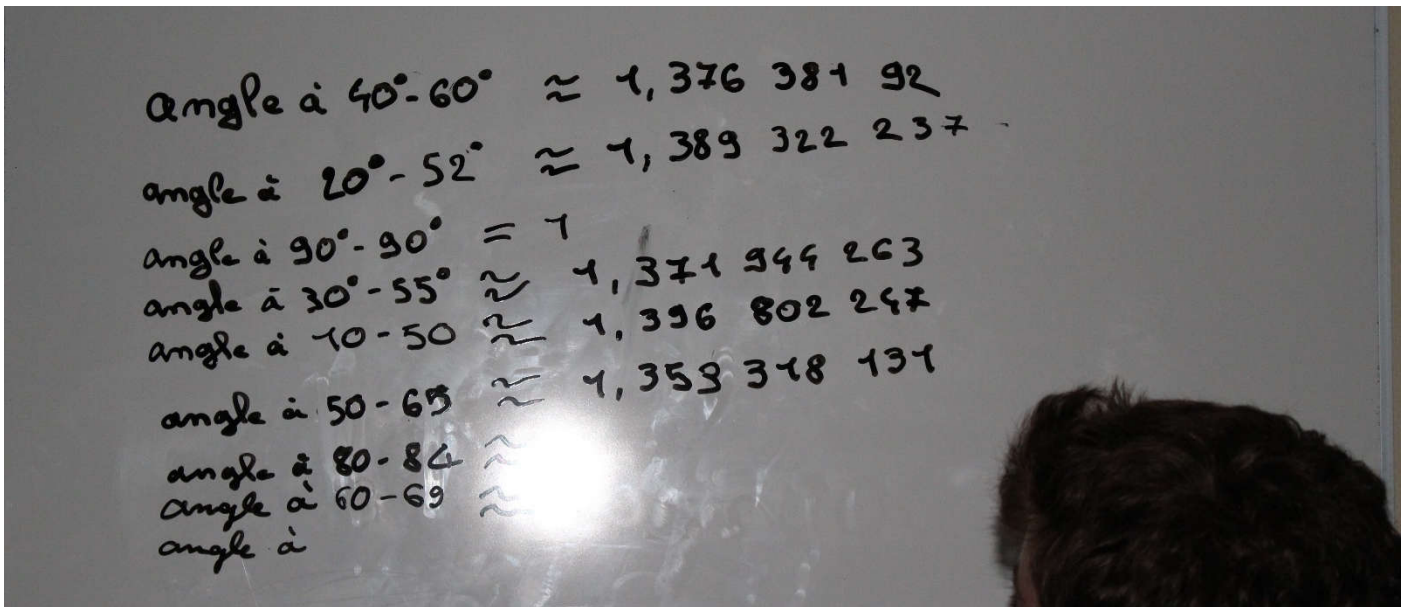 angle à 40°-60° ≈ 1,376 381 92
angle à 20°-52° ≈ 1,389 322 237
angle à 90°-90° = 1
angle à 30°-55° ≈ 1,371 944 263
angle à 10-50 ≈ 1,396 802 247
angle à 50-65 ≈ 1,353 318 131
angle à 80-84 ≈
angle à 60-69 ≈
angle à